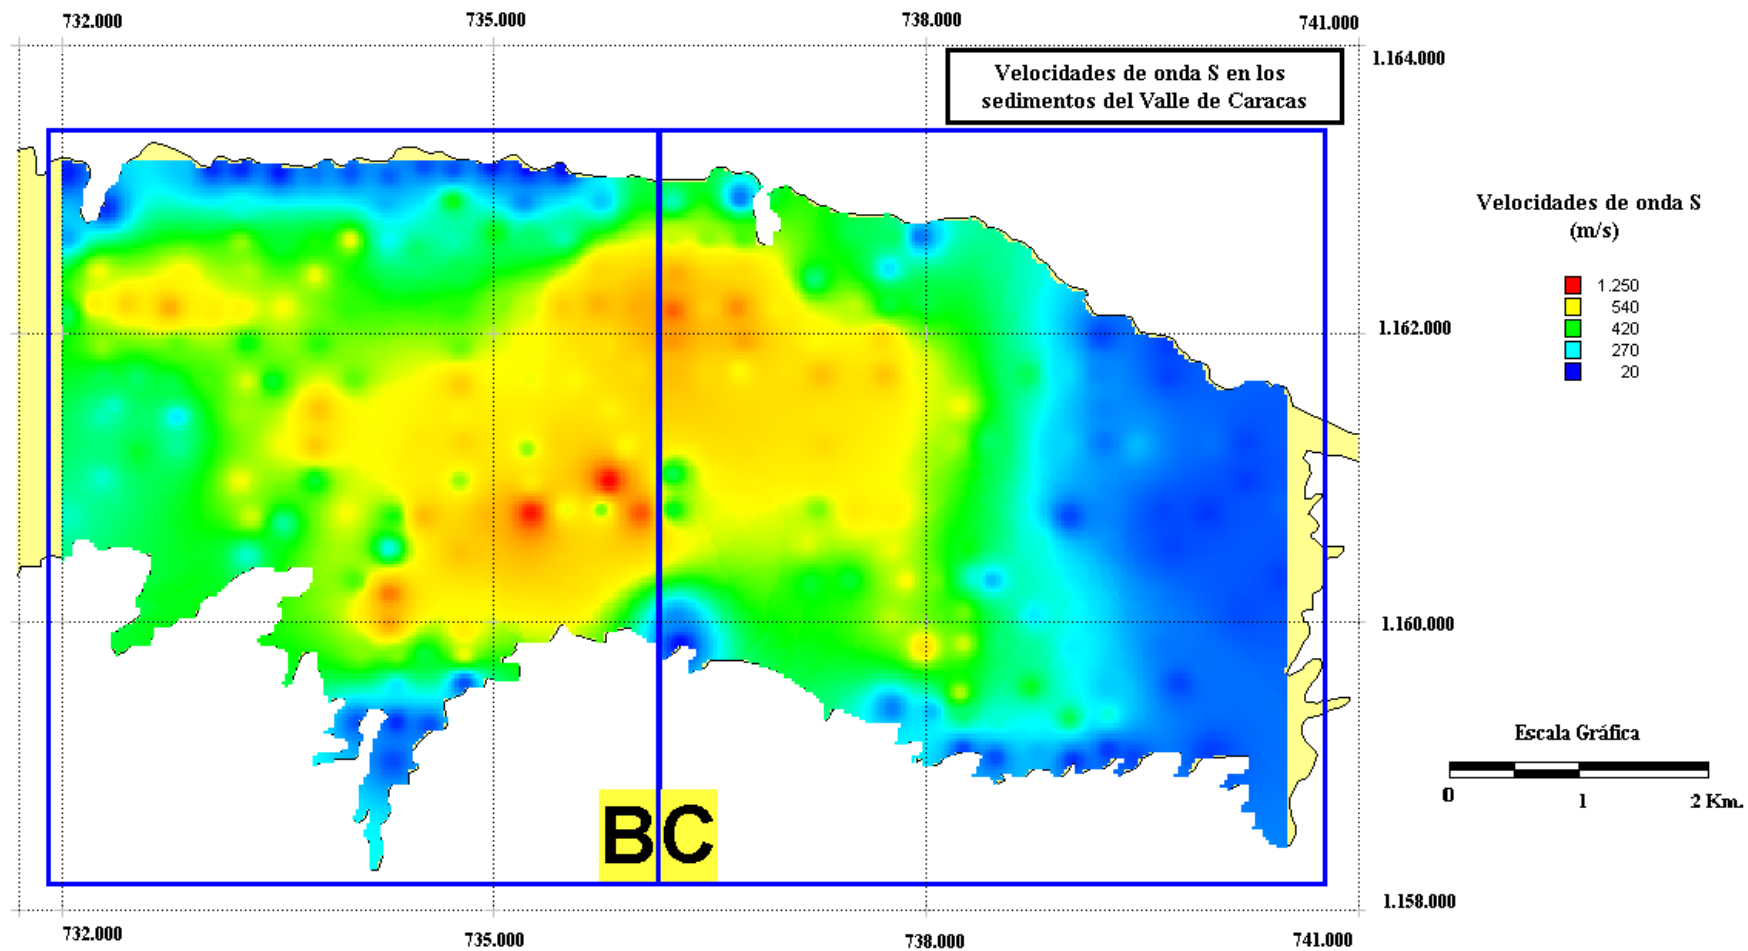 732.000
735.000
738.000
741.000
1.164.000
Velocidades de onda S en los
sedimentos del Valle de Caracas
Velocidades de onda S
(m/s)
1.250
540
420
270
20
1.162.000
1.160.000
Escala Gráfica
0 1 2 Km.
BC
1.158.000
732.000
735.000
738.000
741.000